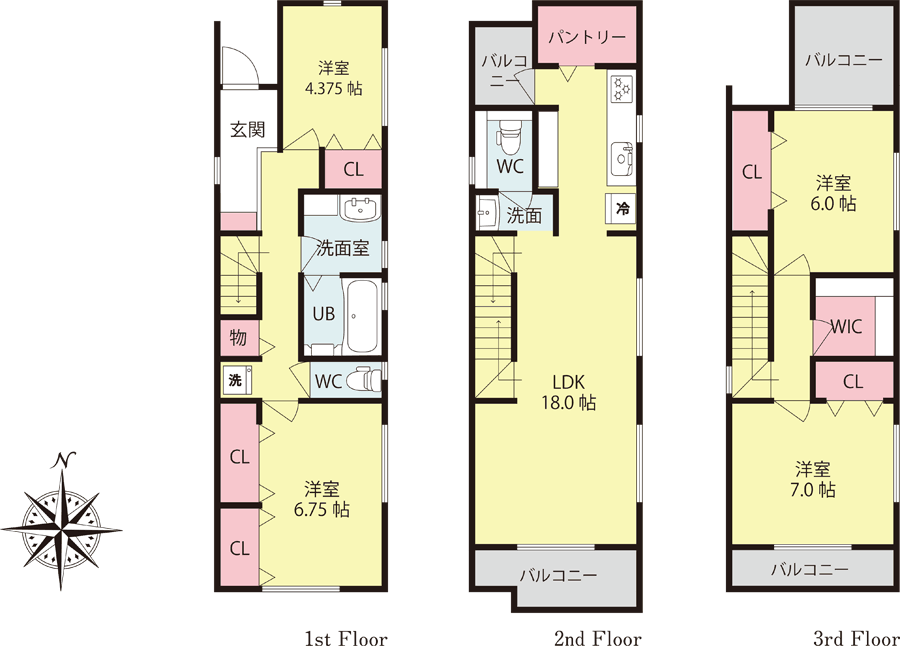 洋室
4.375 帖
玄関
CL
洗面室
UB
物
洗
WC
CL
洋室
6.75 帖
CL
N
1st Floor
パントリー
バルコ
ニー
WC
洗面
冷
LDK
18.0 帖
バルコニー
2nd Floor
バルコニー
CL
洋室
6.0 帖
WIC
CL
洋室
7.0 帖
バルコニー
3rd Floor